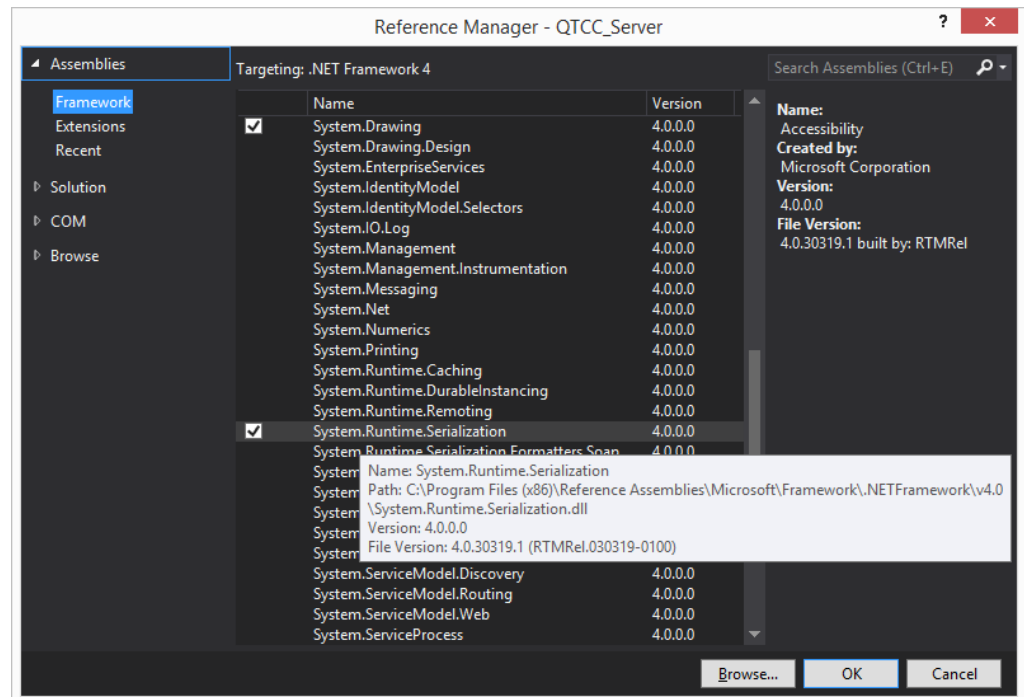 Reference Manager - QTCC_Server
?
×
Assemblies
Framework
Extensions
Recent
Solution
COM
Browse
Targeting: .NET Framework 4
Search Assemblies (Ctrl+E)
Name Version
System.Drawing 4.0.0.0
System.Drawing.Design 4.0.0.0
System.EnterpriseServices 4.0.0.0
System.IdentityModel 4.0.0.0
System.IdentityModel.Selectors 4.0.0.0
System.IO.Log 4.0.0.0
System.Management 4.0.0.0
System.Management.Instrumentation 4.0.0.0
System.Messaging 4.0.0.0
System.Net 4.0.0.0
System.Numerics 4.0.0.0
System.Printing 4.0.0.0
System.Runtime.Caching 4.0.0.0
System.Runtime.DurableInstancing 4.0.0.0
System.Runtime.Remoting 4.0.0.0
System.Runtime.Serialization 4.0.0.0
System.Runtime.Serialization.Formatters.Soap 4.0.0.0
System
System
System
System
System
Name: System.Runtime.Serialization
Path: C:\Program Files (x86)\Reference Assemblies\Microsoft\Framework\.NETFramework\v4.0
\System.Runtime.Serialization.dll
Version: 4.0.0.0
File Version: 4.0.30319.1 (RTMRel.030319-0100)
System.ServiceModel.Discovery 4.0.0.0
System.ServiceModel.Routing 4.0.0.0
System.ServiceModel.Web 4.0.0.0
System.ServiceProcess 4.0.0.0
Name:
Accessibility
Created by:
Microsoft Corporation
Version:
4.0.0.0
File Version:
4.0.30319.1 built by: RTMRel
Browse...
OK
Cancel